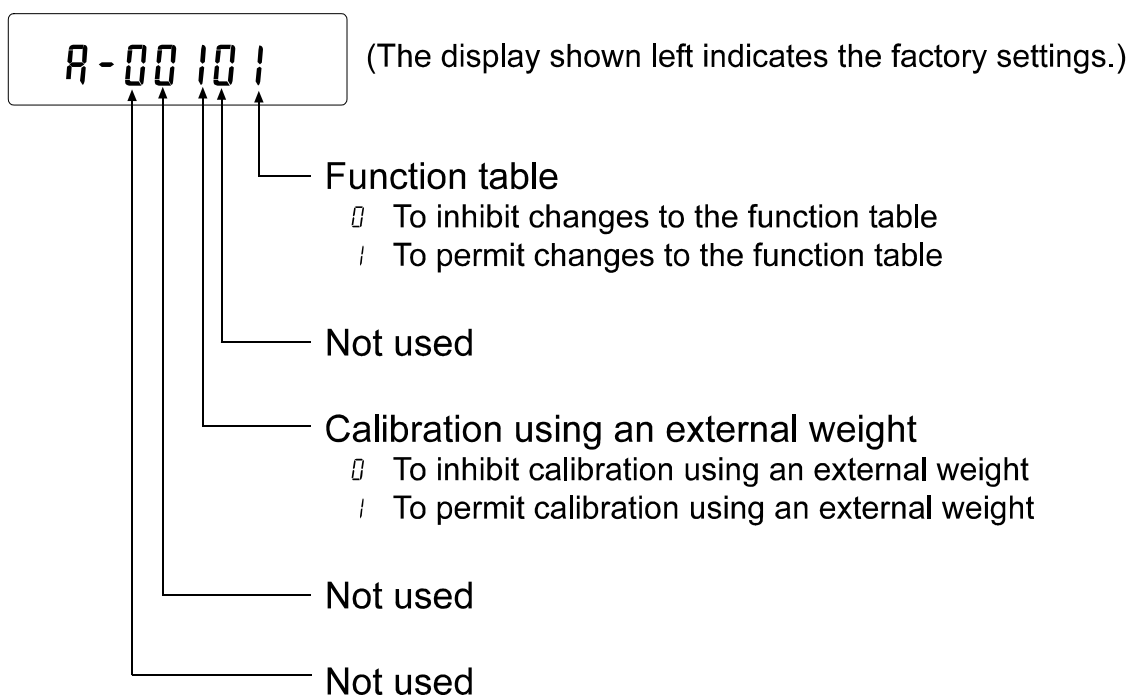 A-00101
(The display shown left indicates the factory settings.)
Function table
0 To inhibit changes to the function table
1 To permit changes to the function table
Not used
Calibration using an external weight
0 To inhibit calibration using an external weight
1 To permit calibration using an external weight
Not used
Not used